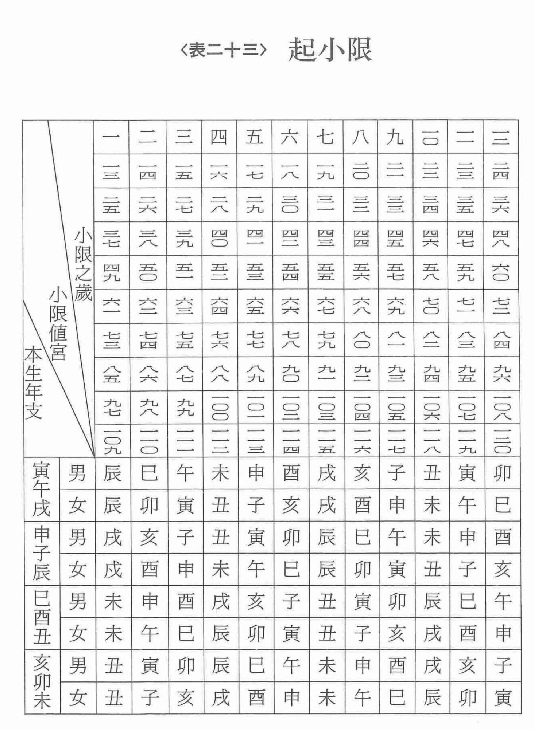 〈表二十三〉 起小限
小限之歲
小限值宮
本生年支
一 二 三 四 五 六 七 八 九 一〇 一一 一二
一三 一四 一五 一六 一七 一八 一九 二〇 二一 二二 二三 二四
二五 二六 二七 二八 二九 三〇 三一 三二 三三 三四 三五 三六
三七 三八 三九 四〇 四一 四二 四三 四四 四五 四六 四七 四八
四九 五〇 五一 五二 五三 五四 五五 五六 五七 五八 五九 六〇
六一 六二 六三 六四 六五 六六 六七 六八 六九 七〇 七一 七二
七三 七四 七五 七六 七七 七八 七九 八〇 八一 八二 八三 八四
八五 八六 八七 八八 八九 九〇 九一 九二 九三 九四 九五 九六
九七 九八 九九 一〇〇 一〇一 一〇二 一〇三 一〇四 一〇五 一〇六 一〇七 一〇八
一〇九 一一〇 一一一 一一二 一一三 一一四 一一五 一一六 一一七 一一八 一一九 一二〇
寅午戌 男 辰 巳 午 未 申 酉 戌 亥 子 丑 寅 卯
女 辰 卯 寅 丑 子 亥 戌 酉 申 未 午 巳
申子辰 男 戌 亥 子 丑 寅 卯 辰 巳 午 未 申 酉
女 戌 酉 申 未 午 巳 辰 卯 寅 丑 子 亥
巳酉丑 男 未 申 酉 戌 亥 子 丑 寅 卯 辰 巳 午
女 未 午 巳 辰 卯 寅 丑 子 亥 戌 酉 申
亥卯未 男 丑 寅 卯 辰 巳 午 未 申 酉 戌 亥 子
女 丑 子 亥 戌 酉 申 未 午 巳 辰 卯 寅